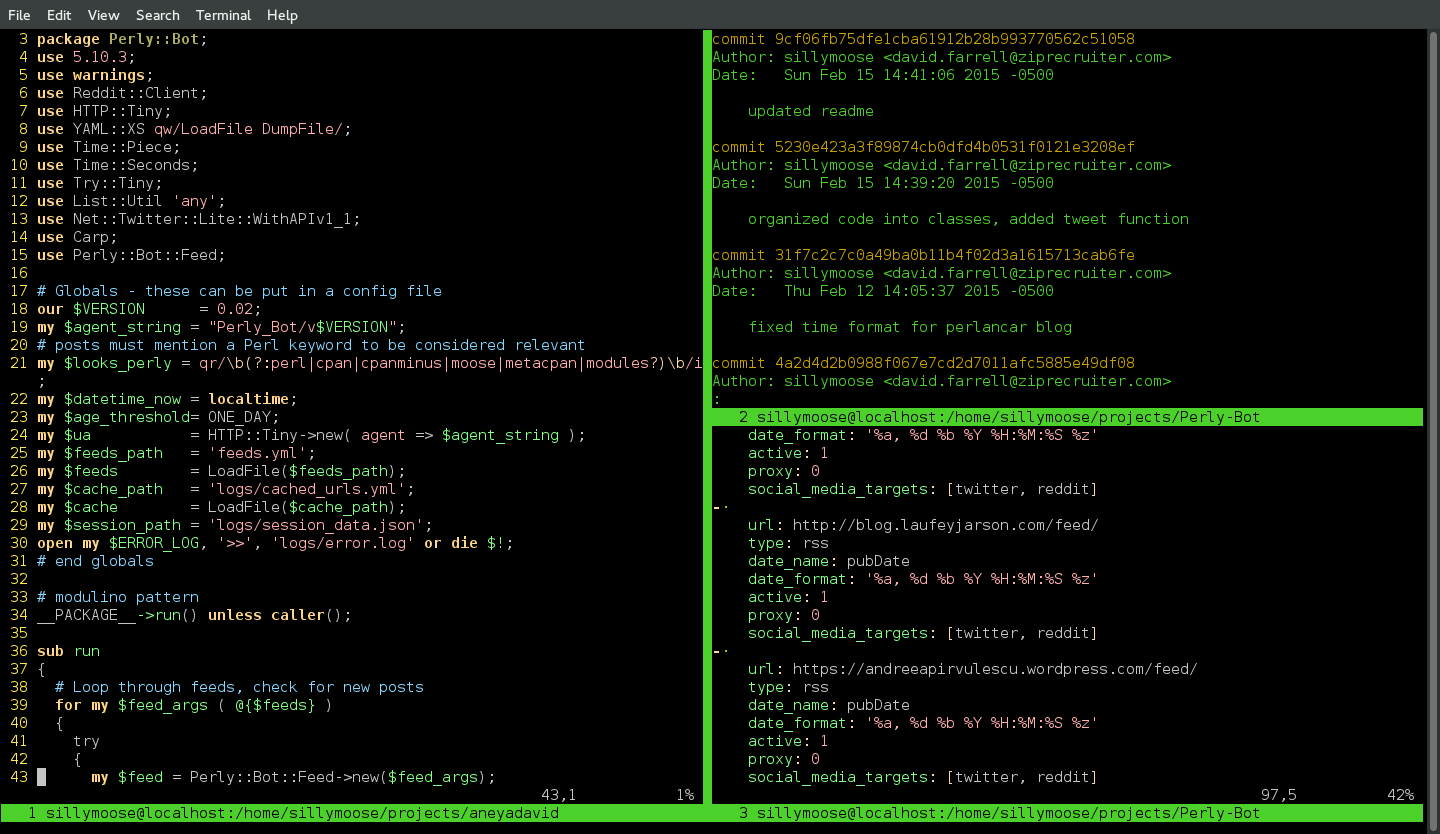 File Edit View Search Terminal Help
3 package Perly::Bot;
4 use 5.10.3;
5 use warnings;
6 use Reddit::Client;
7 use HTTP::Tiny;
8 use YAML::XS qw/LoadFile DumpFile/;
9 use Time::Piece;
10 use Time::Seconds;
11 use Try::Tiny;
12 use List::Util 'any';
13 use Net::Twitter::Lite::WithAPIv1_1;
14 use Carp;
15 use Perly::Bot::Feed;
16
17 # Globals - these can be put in a config file
18 our $VERSION      = 0.02;
19 my $agent_string = "Perly_Bot/v$VERSION";
20 # posts must mention a Perl keyword to be considered relevant
21 my $looks_perly = qr/\b(?:perl|cpan|cpanminus|moose|metacpan|modules?)\b/i
;
22 my $datetime_now = localtime;
23 my $age_threshold= ONE_DAY;
24 my $ua           = HTTP::Tiny->new( agent => $agent_string );
25 my $feeds_path   = 'feeds.yml';
26 my $feeds        = LoadFile($feeds_path);
27 my $cache_path   = 'logs/cached_urls.yml';
28 my $cache        = LoadFile($cache_path);
29 my $session_path = 'logs/session_data.json';
30 open my $ERROR_LOG, '>>', 'logs/error.log' or die $!;
31 # end globals
32
33 # modulino pattern
34 __PACKAGE__->run() unless caller();
35
36 sub run
37 {
38   # Loop through feeds, check for new posts
39   for my $feed_args ( @{$feeds} )
40   {
41     try
42     {
43       my $feed = Perly::Bot::Feed->new($feed_args);
43,1 1%
1 sillymoose@localhost:/home/sillymoose/projects/aneyadavid
commit 9cf06fb75dfe1cba61912b28b993770562c51058
Author: sillymoose <david.farrell@ziprecruiter.com>
Date:   Sun Feb 15 14:41:06 2015 -0500
updated readme
commit 5230e423a3f89874cb0dfd4b0531f0121e3208ef
Author: sillymoose <david.farrell@ziprecruiter.com>
Date:   Sun Feb 15 14:39:20 2015 -0500
organized code into classes, added tweet function
commit 31f7c2c7c0a49ba0b11b4f02d3a1615713cab6fe
Author: sillymoose <david.farrell@ziprecruiter.com>
Date:   Thu Feb 12 14:05:37 2015 -0500
fixed time format for perlancar blog
commit 4a2d4d2b0988f067e7cd2d7011afc5885e49df08
Author: sillymoose <david.farrell@ziprecruiter.com>
:
2 sillymoose@localhost:/home/sillymoose/projects/Perly-Bot
date_format: '%a, %d %b %Y %H:%M:%S %z'
active: 1
proxy: 0
social_media_targets: [twitter, reddit]
-·
url: http://blog.laufeyjarson.com/feed/
type: rss
date_name: pubDate
date_format: '%a, %d %b %Y %H:%M:%S %z'
active: 1
proxy: 0
social_media_targets: [twitter, reddit]
-·
url: https://andreeapirvulescu.wordpress.com/feed/
type: rss
date_name: pubDate
date_format: '%a, %d %b %Y %H:%M:%S %z'
active: 1
proxy: 0
social_media_targets: [twitter, reddit]
97,5 42%
3 sillymoose@localhost:/home/sillymoose/projects/Perly-Bot